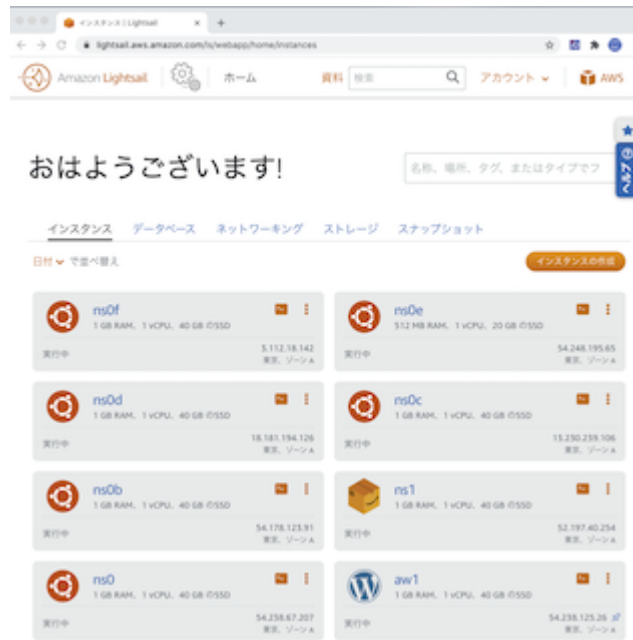 インスタンス | Lightsail
lightsail.aws.amazon.com/ls/webapp/home/instances
Amazon Lightsail ホーム 資料 検索 アカウント AWS
おはようございます!
名称、場所、タグ、またはタイプでフ
ヘルプ
インスタンス データベース ネットワーキング ストレージ スナップショット
日付 で並べ替え
インスタンスの作成
ns0f
1 GB RAM、1 vCPU、40 GB のSSD
実行中
3.112.18.142
東京、ゾーン A
ns0e
512 MB RAM、1 vCPU、20 GB のSSD
実行中
54.248.195.65
東京、ゾーン A
ns0d
1 GB RAM、1 vCPU、40 GB のSSD
実行中
18.181.194.126
東京、ゾーン A
ns0c
1 GB RAM、1 vCPU、40 GB のSSD
実行中
13.230.239.106
東京、ゾーン A
ns0b
1 GB RAM、1 vCPU、40 GB のSSD
実行中
54.178.123.91
東京、ゾーン A
ns1
1 GB RAM、1 vCPU、40 GB のSSD
実行中
52.197.40.254
東京、ゾーン A
ns0
1 GB RAM、1 vCPU、40 GB のSSD
実行中
54.238.67.207
東京、ゾーン A
aw1
1 GB RAM、1 vCPU、40 GB のSSD
実行中
54.238.125.26
東京、ゾーン A